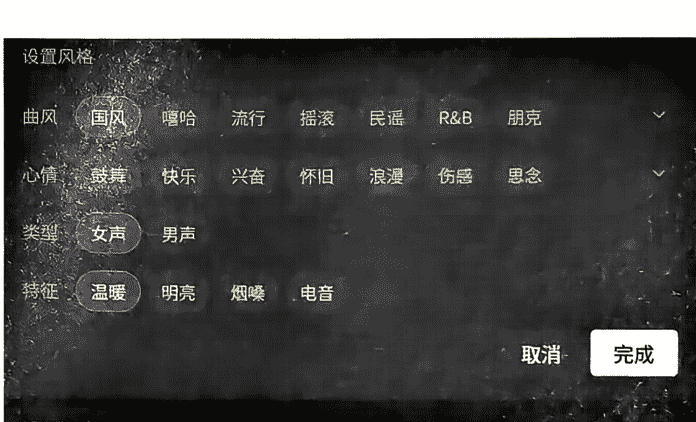 设置风格
曲风 国风 嘻哈 流行 摇滚 民谣 R&B 朋克
心情 鼓舞 快乐 兴奋 怀旧 浪漫 伤感 思念
类型 女声 男声
特征 温暖 明亮 烟嗓 电音
取消 完成